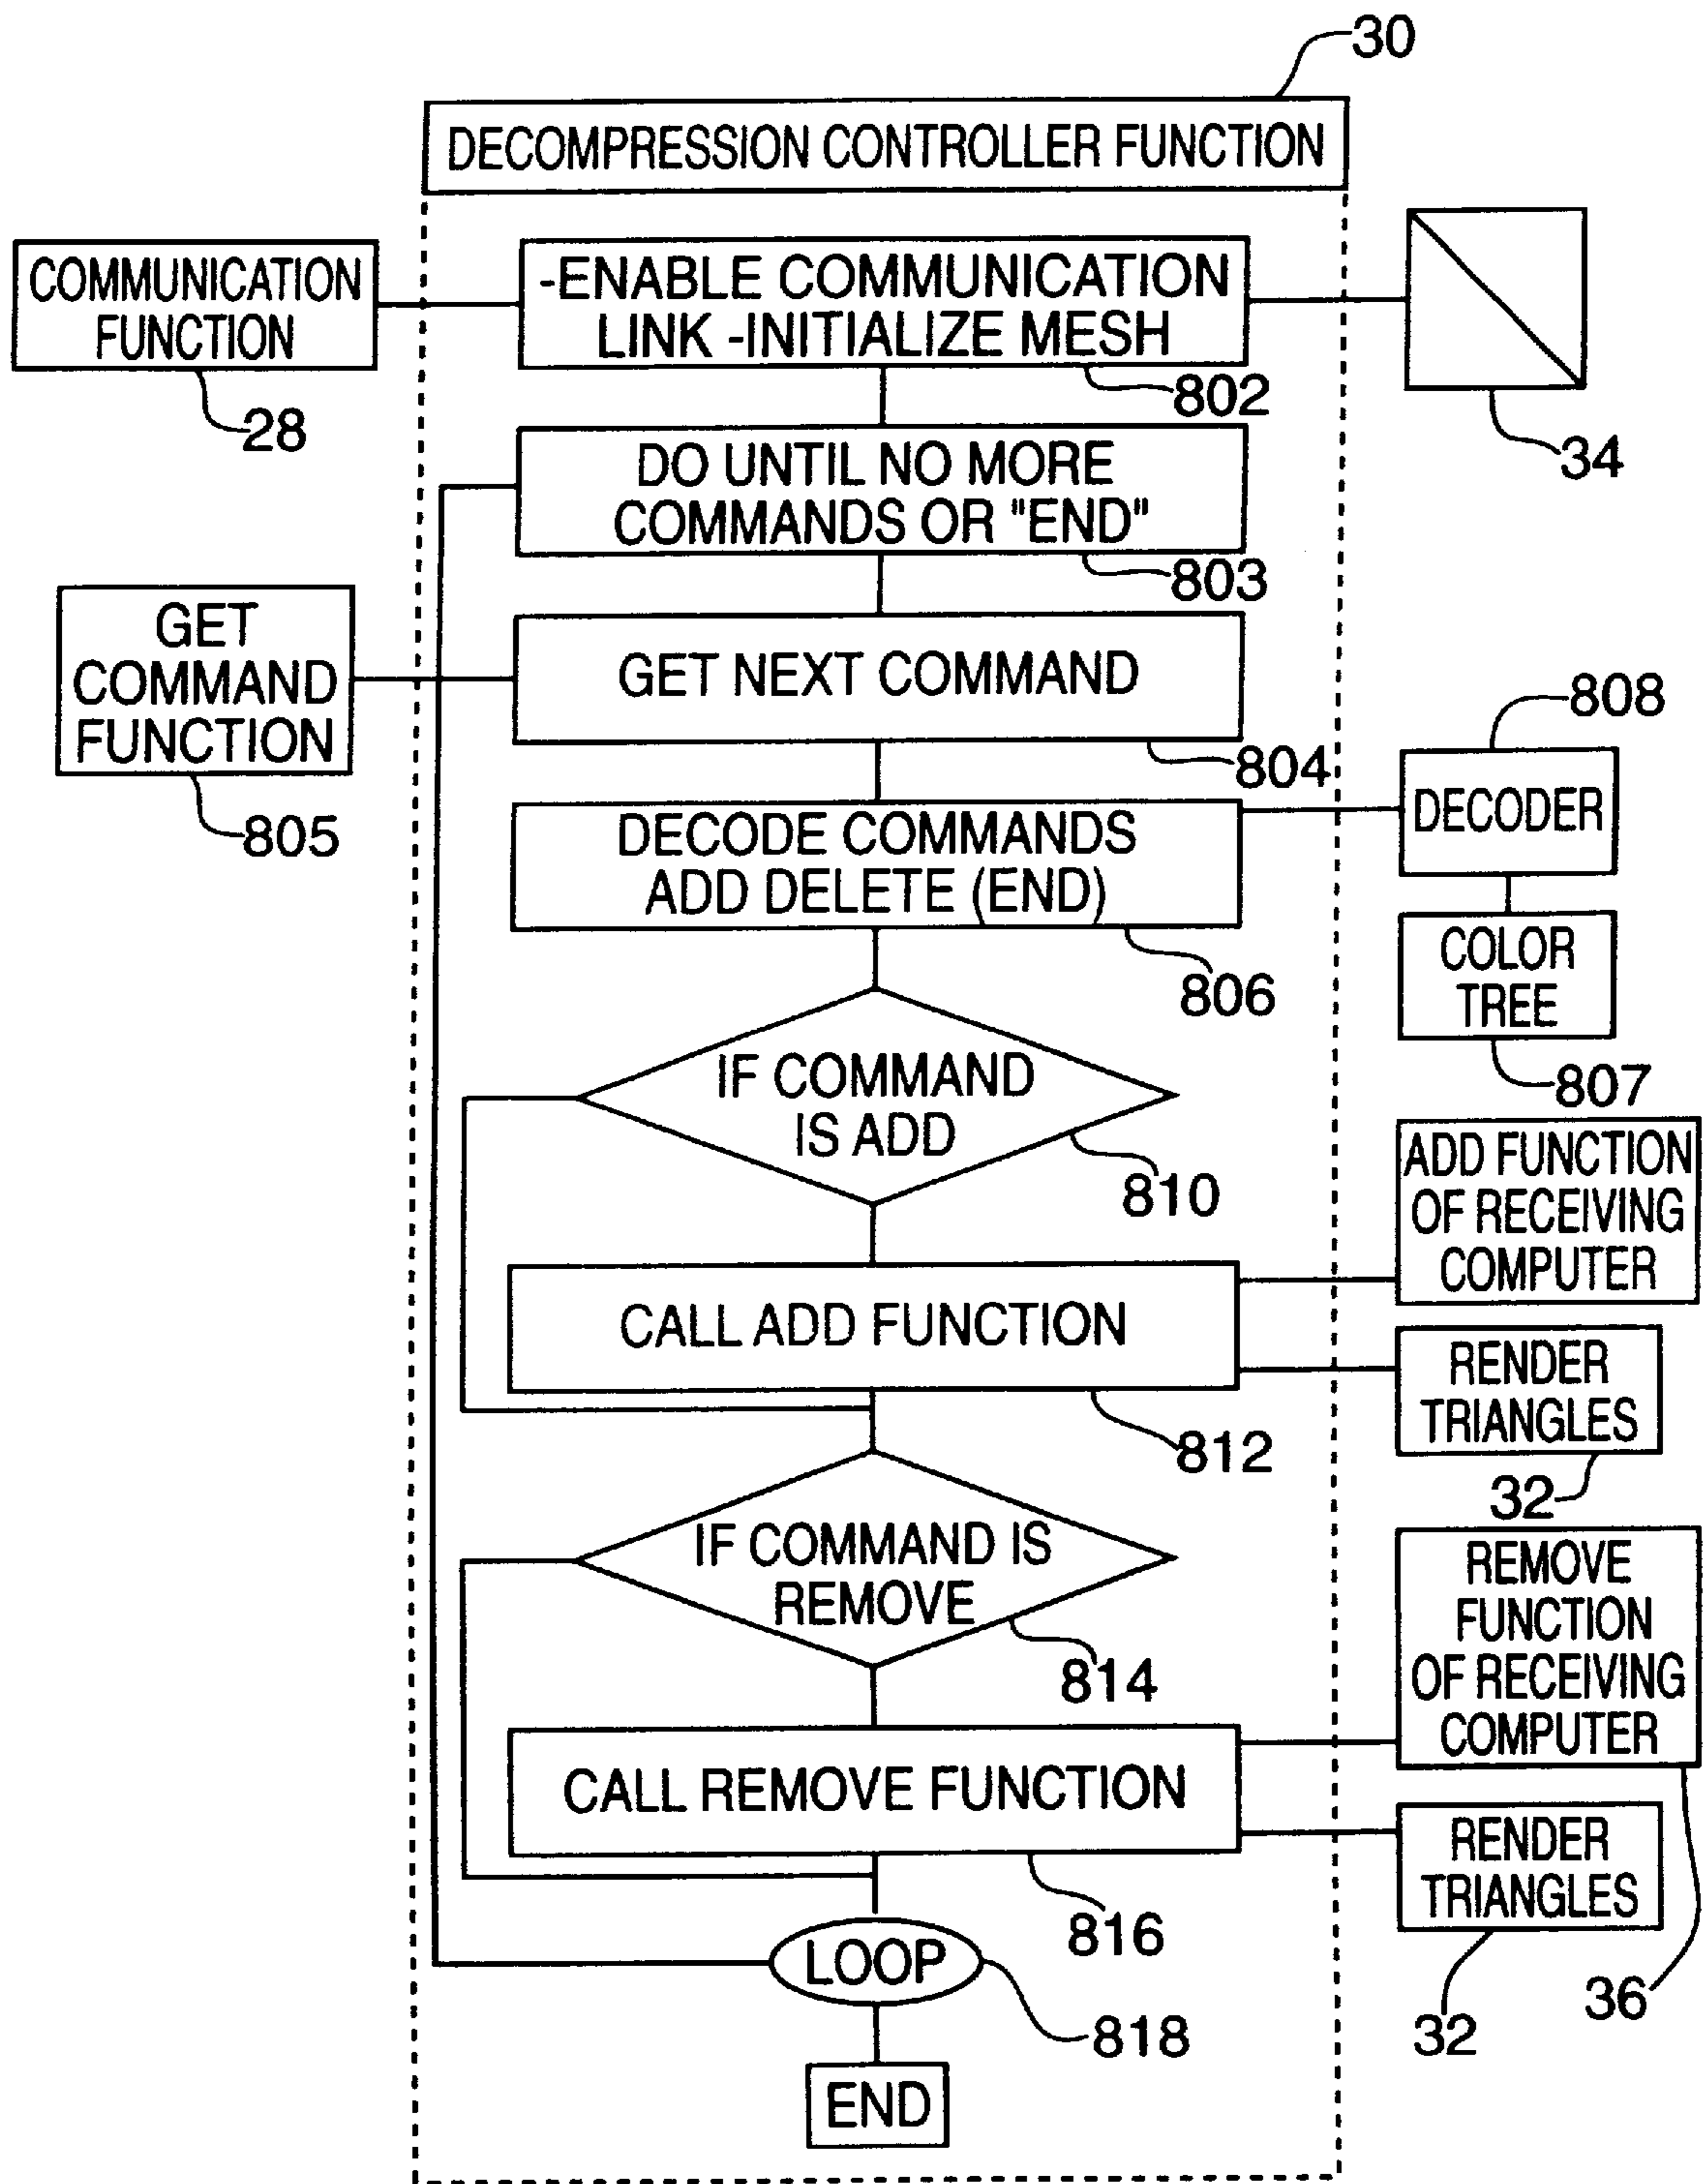 30
DECOMPRESSION CONTROLLER FUNCTION
COMMUNICATION
FUNCTION
28
-ENABLE COMMUNICATION
LINK -INITIALIZE MESH
802
34
DO UNTIL NO MORE
COMMANDS OR "END"
803
GET
COMMAND
FUNCTION
805
GET NEXT COMMAND
804
808
DECODER
DECODE COMMANDS
ADD DELETE (END)
806
COLOR
TREE
807
IF COMMAND
IS ADD
810
ADD FUNCTION
OF RECEIVING
COMPUTER
CALL ADD FUNCTION
812
RENDER
TRIANGLES
32
IF COMMAND IS
REMOVE
814
REMOVE
FUNCTION
OF RECEIVING
COMPUTER
36
CALL REMOVE FUNCTION
816
RENDER
TRIANGLES
32
LOOP
818
END